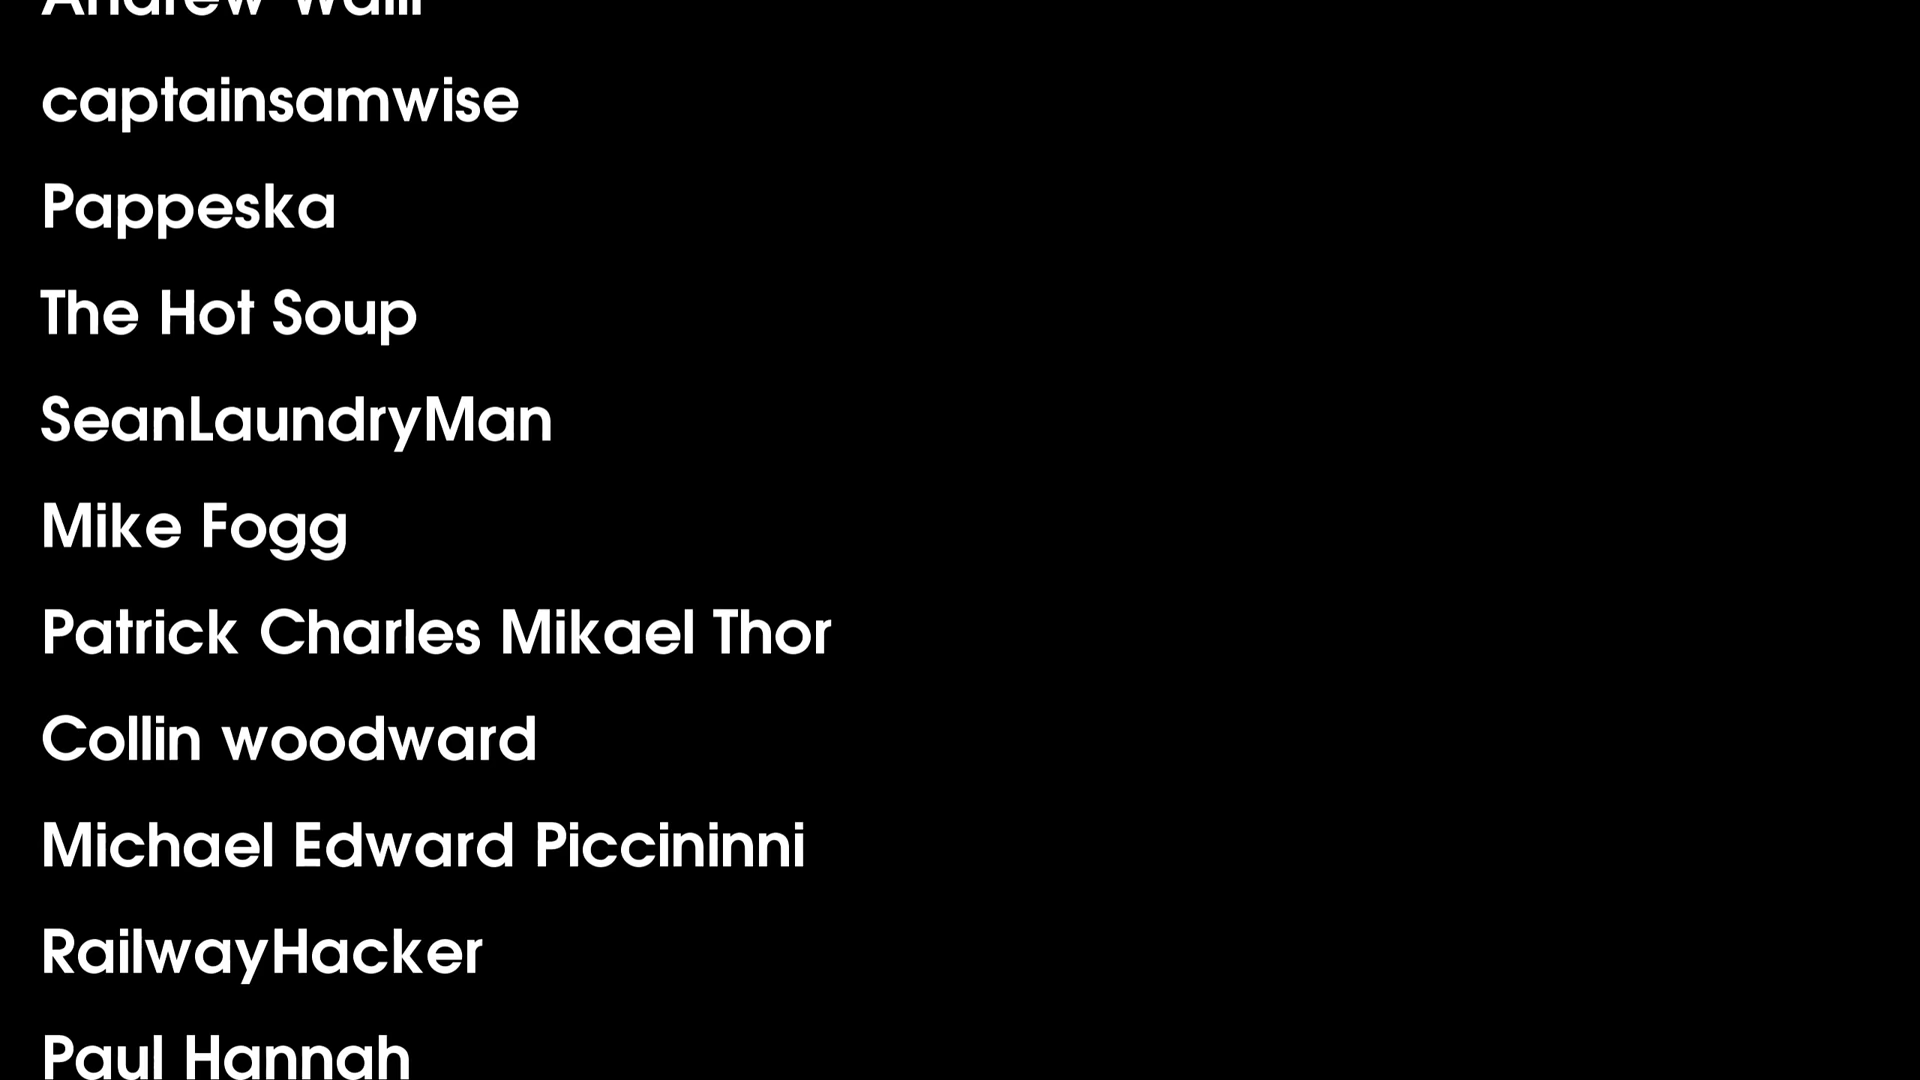 Andrew
captainsamwise
Pappeska
The Hot Soup
SeanLaundryMan
Mike Fogg
Patrick Charles Mikael Thor
Collin woodward
Michael Edward Piccininni
RailwayHacker
Paul Hannah